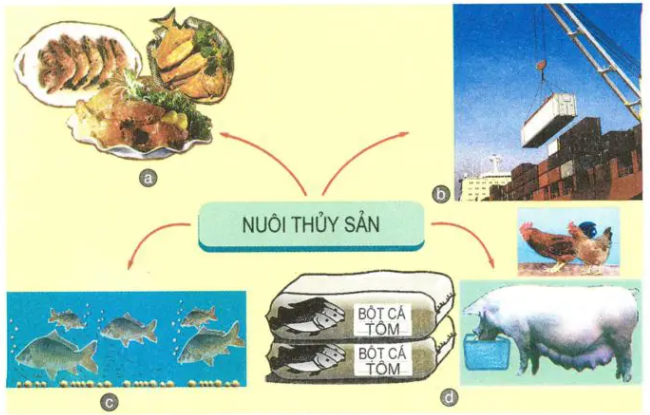 a
b
NUÔI THỦY SẢN
BỘT CÁ
TÔM
BỘT CÁ
TÔM
c
d